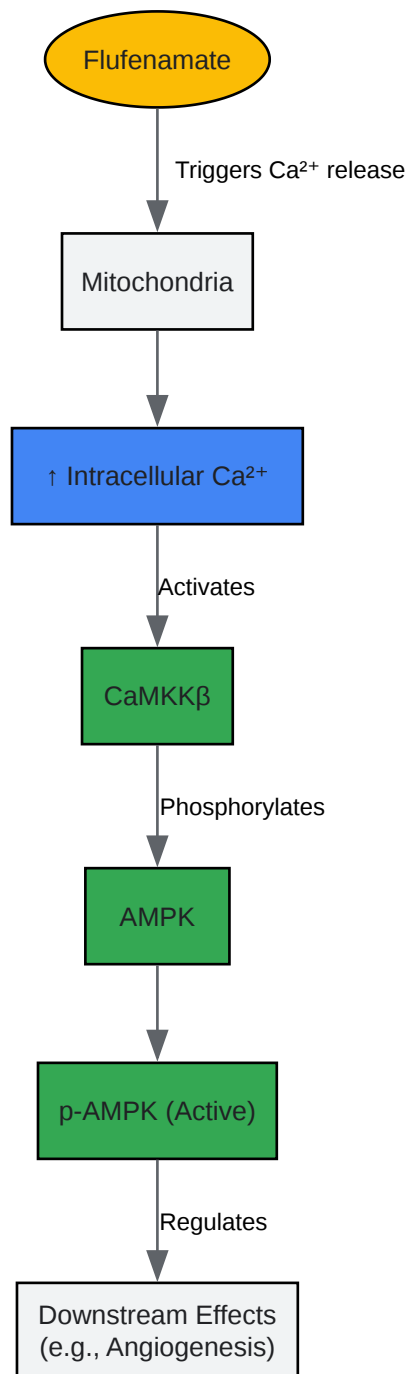 Flufenamate
Triggers Ca²⁺ release
Mitochondria
↑ Intracellular Ca²⁺
Activates
CaMKKβ
Phosphorylates
AMPK
p-AMPK (Active)
Regulates
Downstream Effects
(e.g., Angiogenesis)